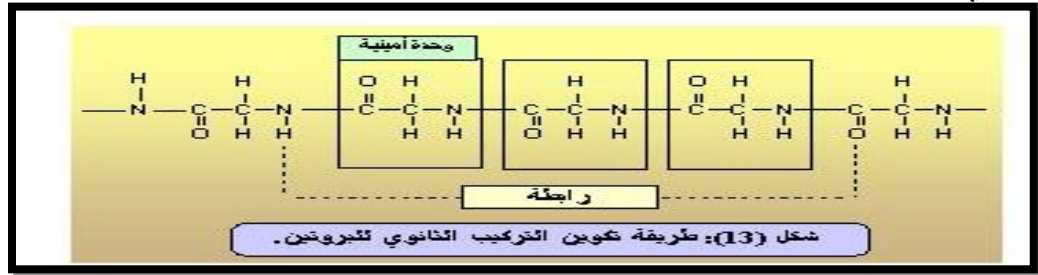 وحدة أمينية
H H O H H O H H
N C C N C C N C C N C C N C C N
O H H H H O H H H H O H H
رابطة
شكل (13): طريقة تكوين التركيب الثانوي للبروتين.